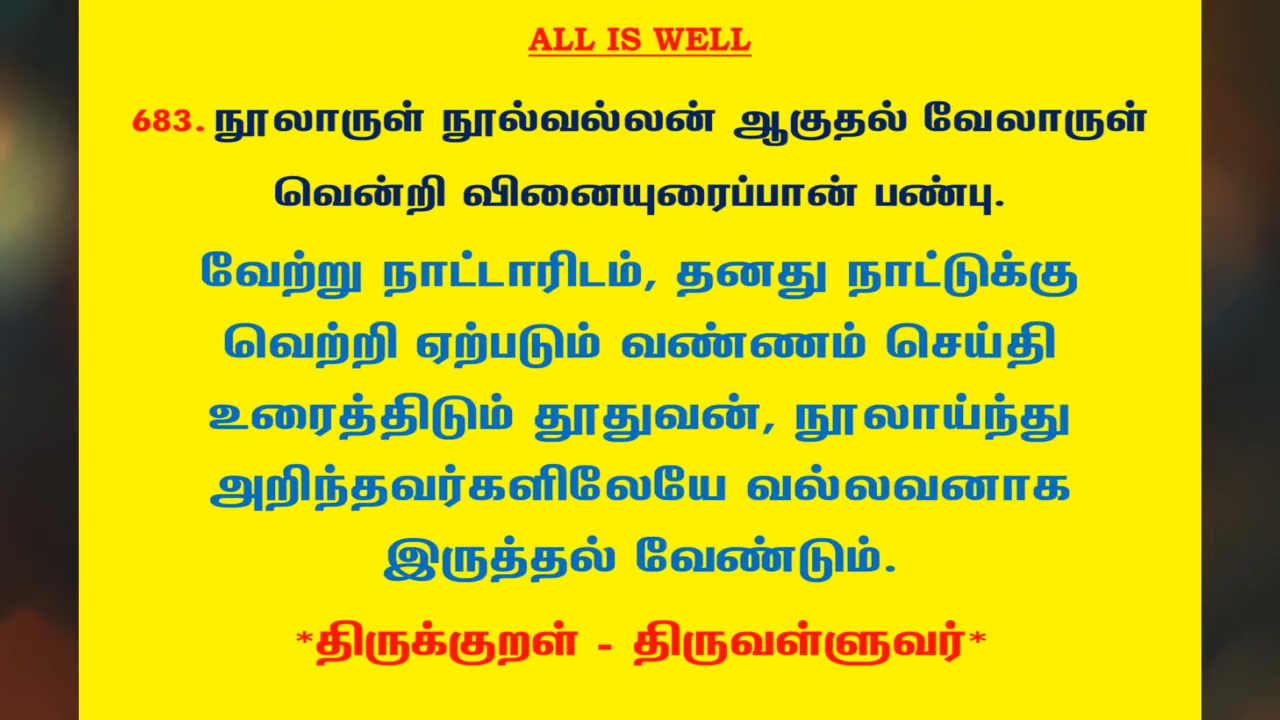 ALL IS WELL
683. நூலாருள் நூல்வல்லன் ஆகுதல் வேலாருள்
வென்றி வினையுரைப்பான் பண்பு.
வேற்று நாட்டாரிடம், தனது நாட்டுக்கு
வெற்றி ஏற்படும் வண்ணம் செய்தி
உரைத்திடும் தூதுவன், நூலாய்ந்து
அறிந்தவர்களிலேயே வல்லவனாக
இருத்தல் வேண்டும்.
*திருக்குறள் - திருவள்ளுவர்*